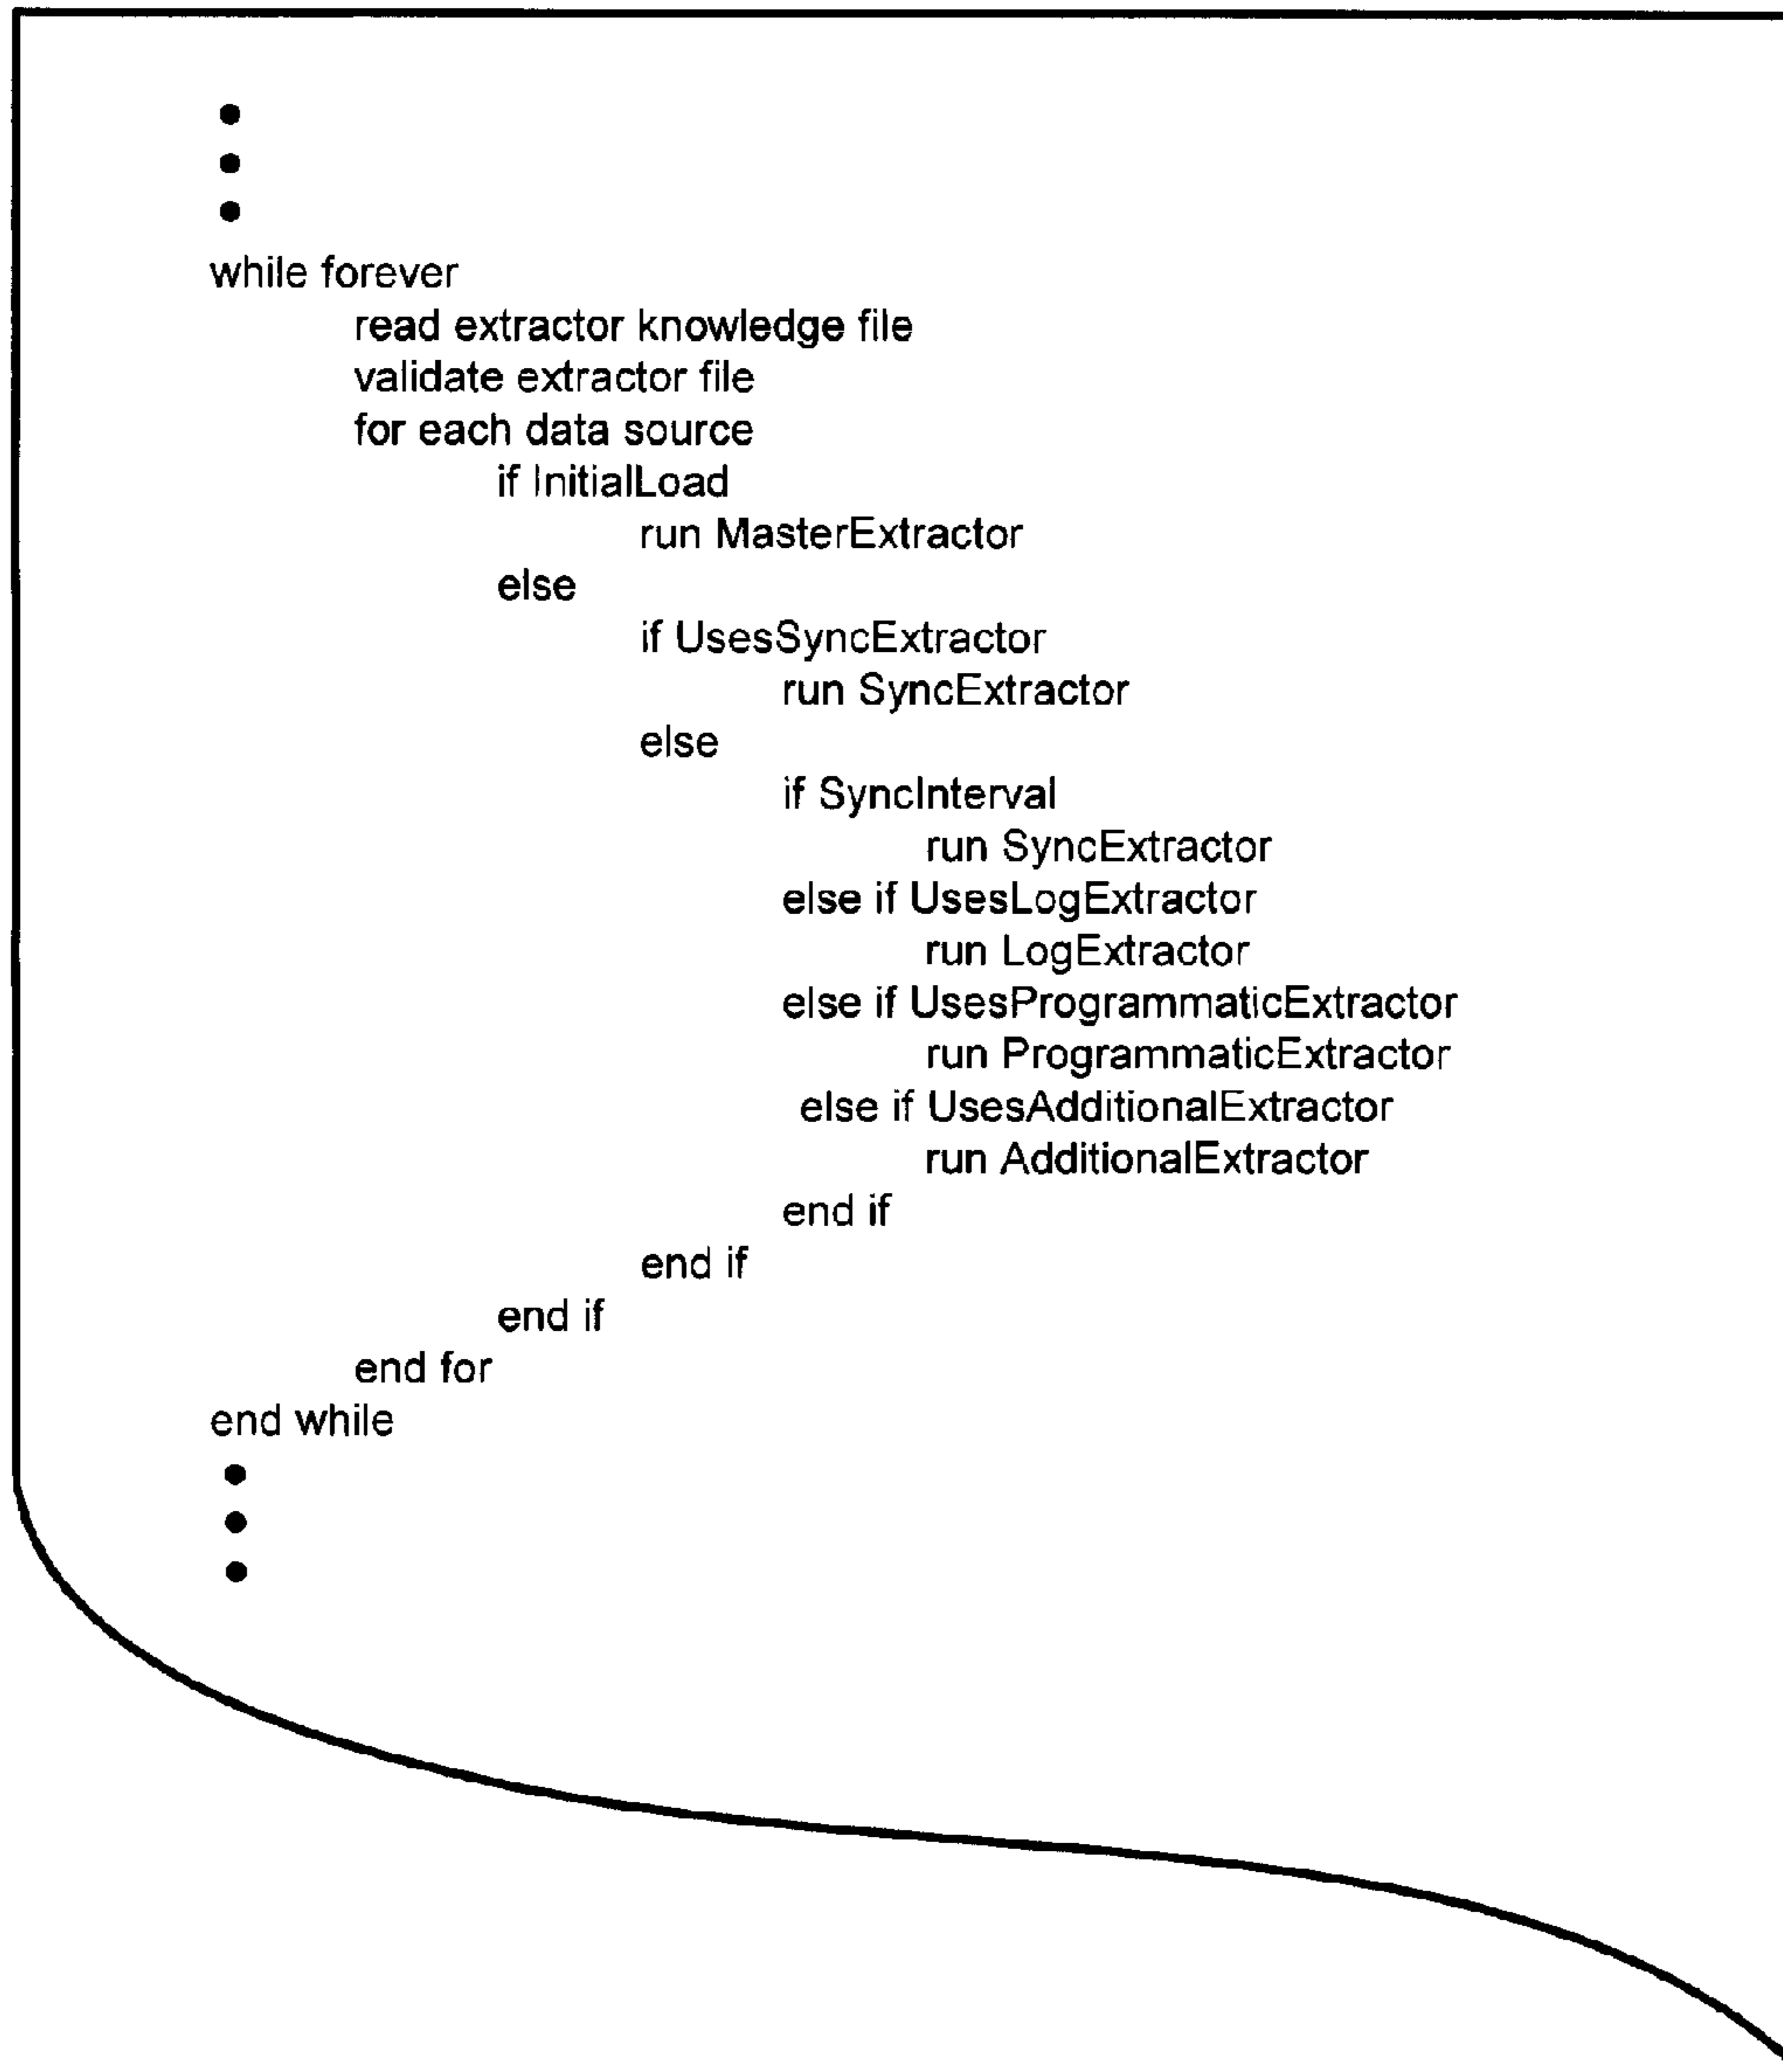 •
•
•
while forever
read extractor knowledge file
validate extractor file
for each data source
if InitialLoad
run MasterExtractor
else
if UsesSyncExtractor
run SyncExtractor
else
if SyncInterval
run SyncExtractor
else if UsesLogExtractor
run LogExtractor
else if UsesProgrammaticExtractor
run ProgrammaticExtractor
else if UsesAdditionalExtractor
run AdditionalExtractor
end if
end if
end if
end for
end while
•
•
•